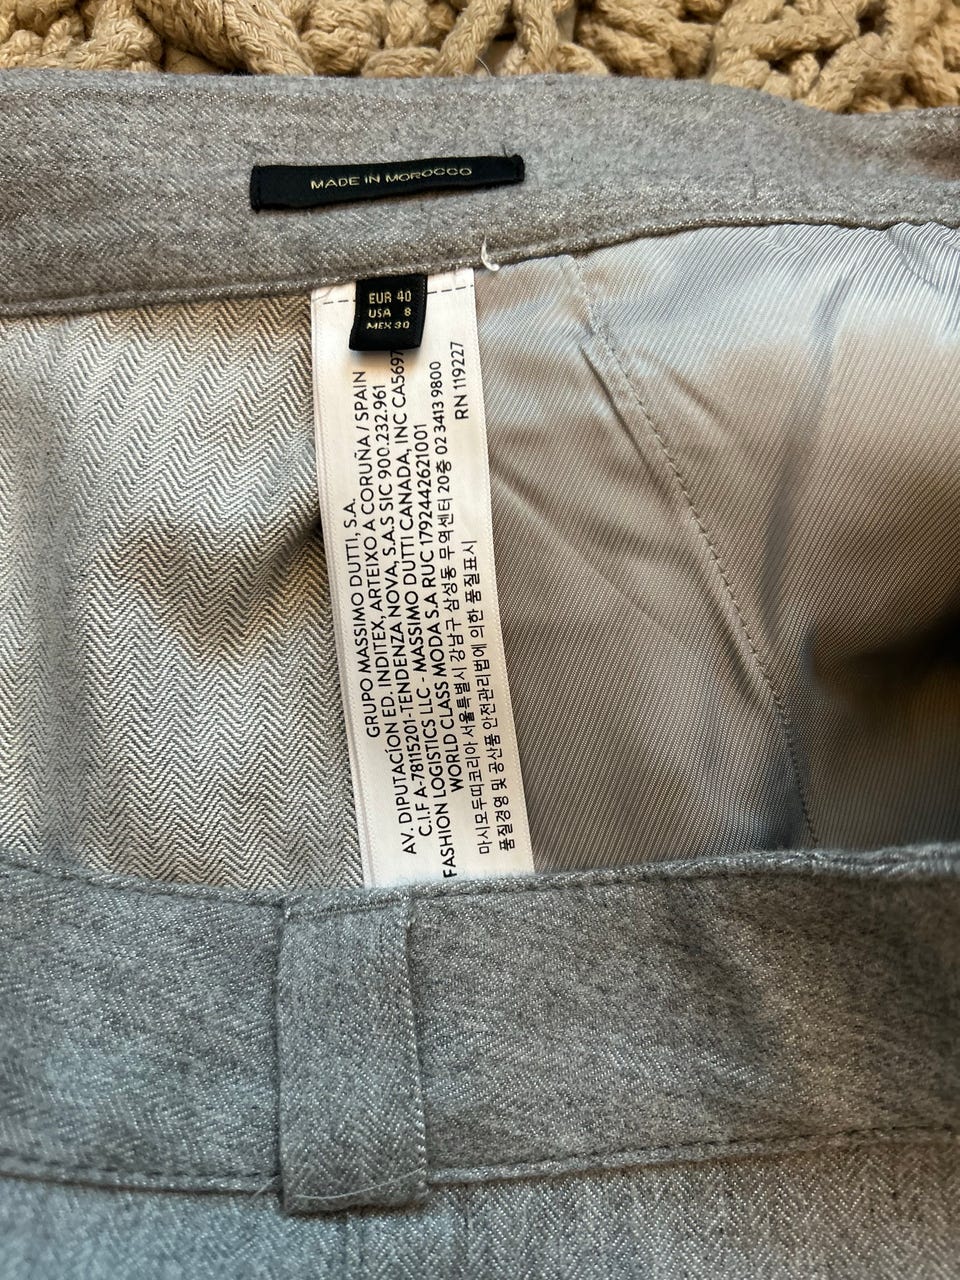 MADE IN MOROCCO
EUR 40
USA 8
MEX 30
GRUPO MASSIMO DUTTI, S.A.
AV. DIPUTACÍON ED. INDITEX, ARTEIXO A CORUÑA / SPAIN
C.I.F A-78115201-TENDENZA NOVA, S.A.S SIC 900.232.961
FASHION LOGISTICS LLC - MASSIMO DUTTI CANADA, INC CA5697
WORLD CLASS MODA S.A RUC 1792442621001
마시모두띠코리아 서울특별시 강남구 삼성동 무역센터 20층 02 3413 9800
품질경영 및 공산품 안전관리법에 의한 품질표시
RN 119227